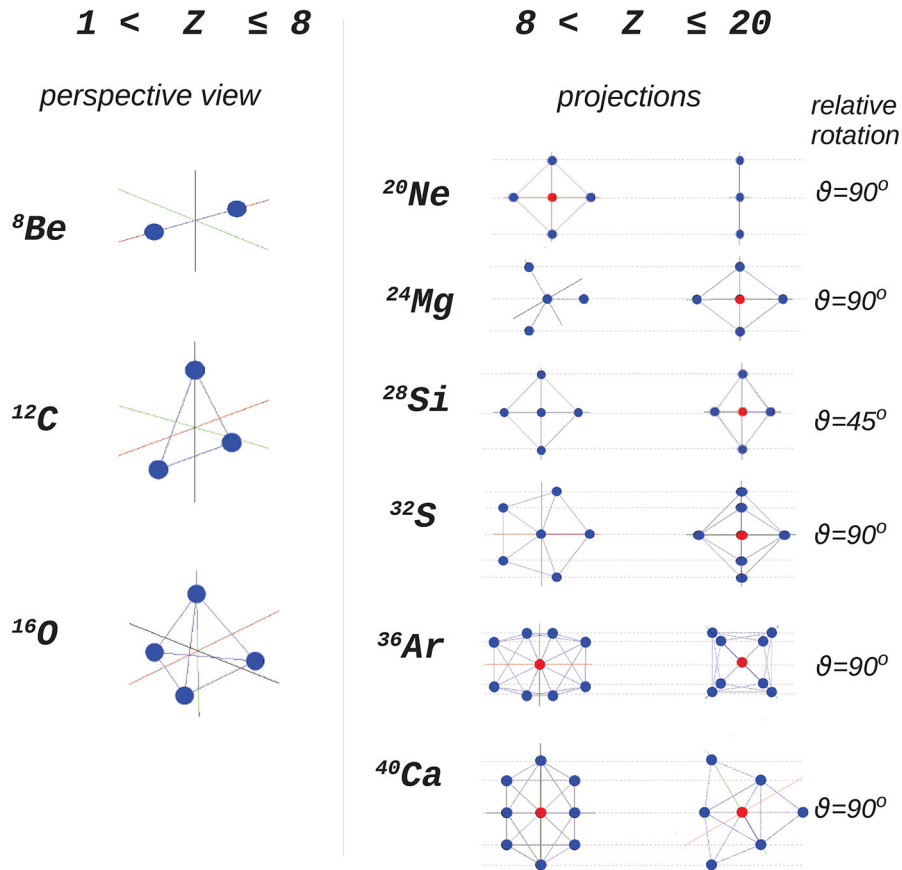 1 < Z ≤ 8
perspective view
⁸Be
¹²C
¹⁶O
8 < Z ≤ 20
projections
relative
rotation
²⁰Ne
ϑ=90º
²⁴Mg
ϑ=90º
²⁸Si
ϑ=45º
³²S
ϑ=90º
³⁶Ar
ϑ=90º
⁴⁰Ca
ϑ=90º